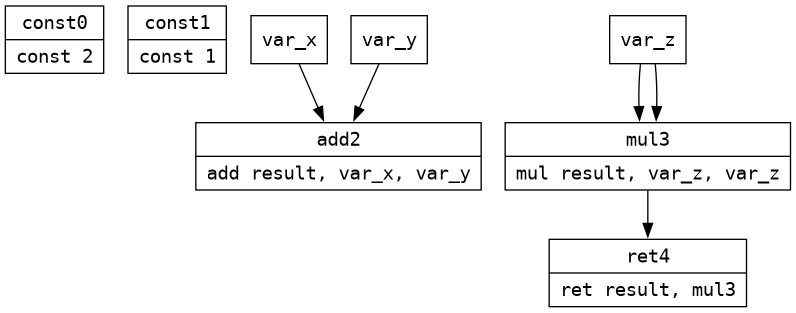 const0
const 2
const1
const 1
var_x
var_y
var_z
add2
add result, var_x, var_y
mul3
mul result, var_z, var_z
ret4
ret result, mul3